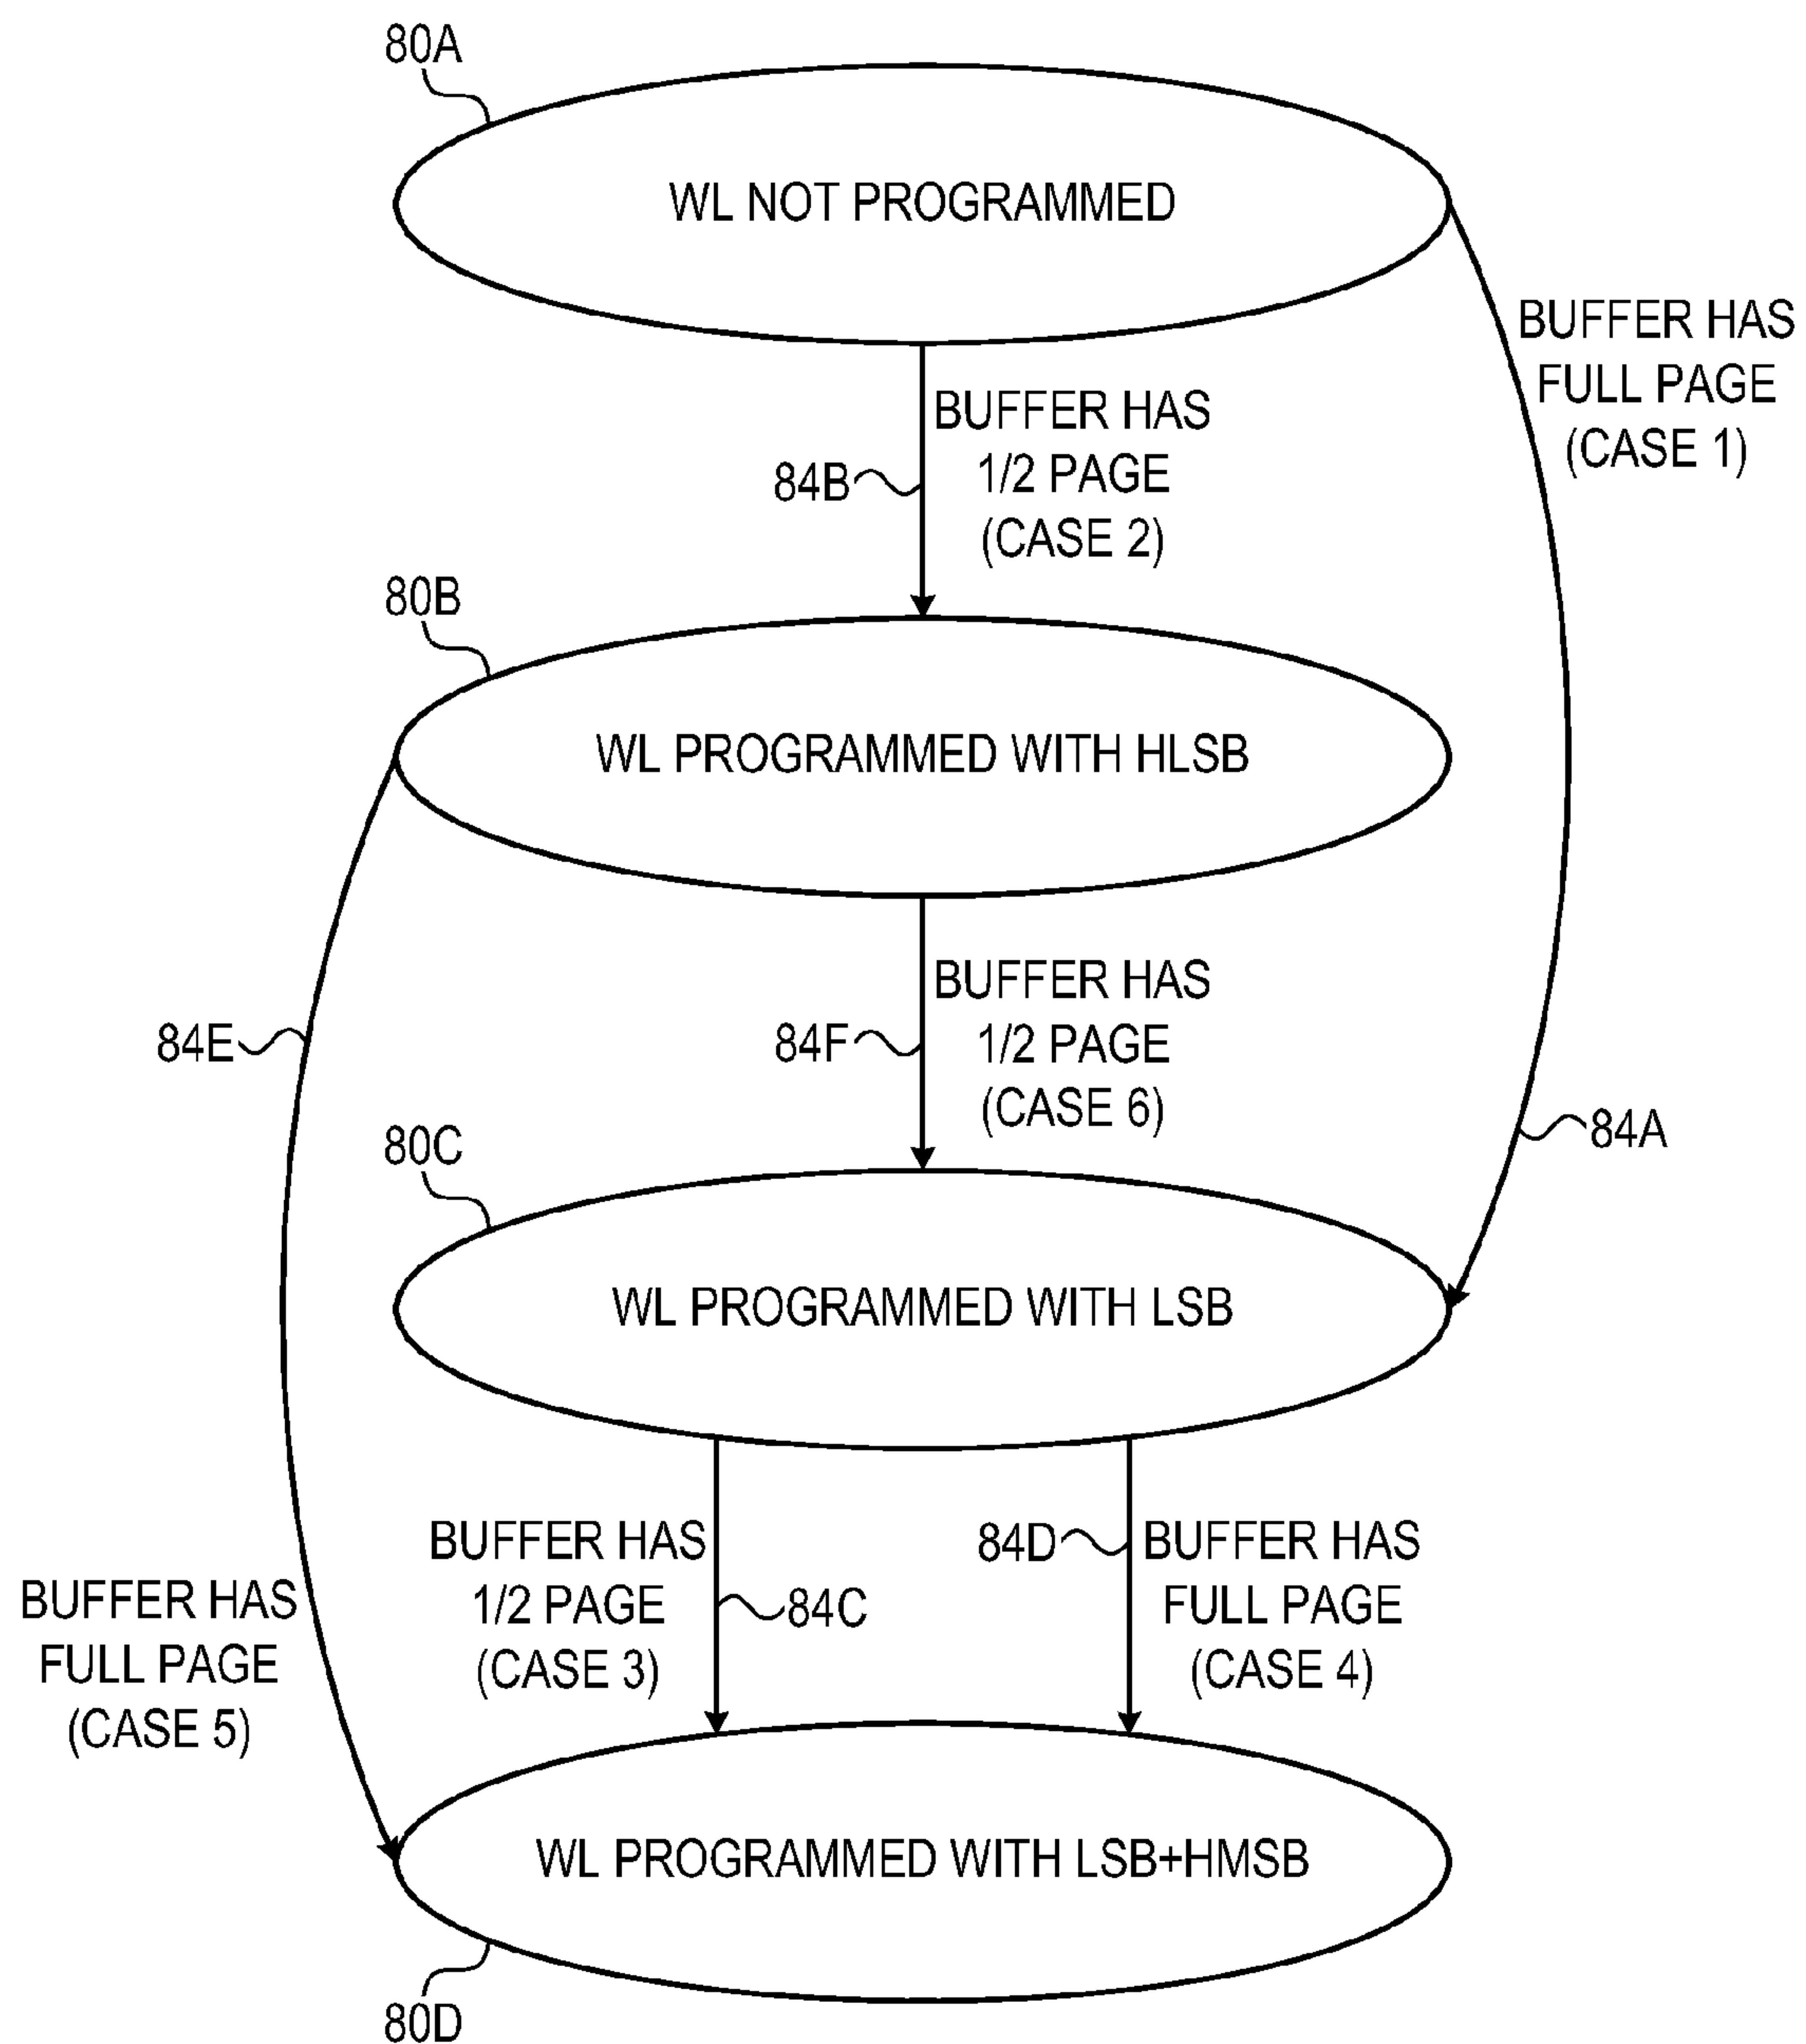 80A
WL NOT PROGRAMMED
BUFFER HAS
FULL PAGE
(CASE 1)
BUFFER HAS
1/2 PAGE
(CASE 2)
84B
80B
WL PROGRAMMED WITH HLSB
84E
BUFFER HAS
1/2 PAGE
(CASE 6)
84F
84A
80C
WL PROGRAMMED WITH LSB
BUFFER HAS
1/2 PAGE
(CASE 3)
84C
84D
BUFFER HAS
FULL PAGE
(CASE 4)
BUFFER HAS
FULL PAGE
(CASE 5)
WL PROGRAMMED WITH LSB+HMSB
80D